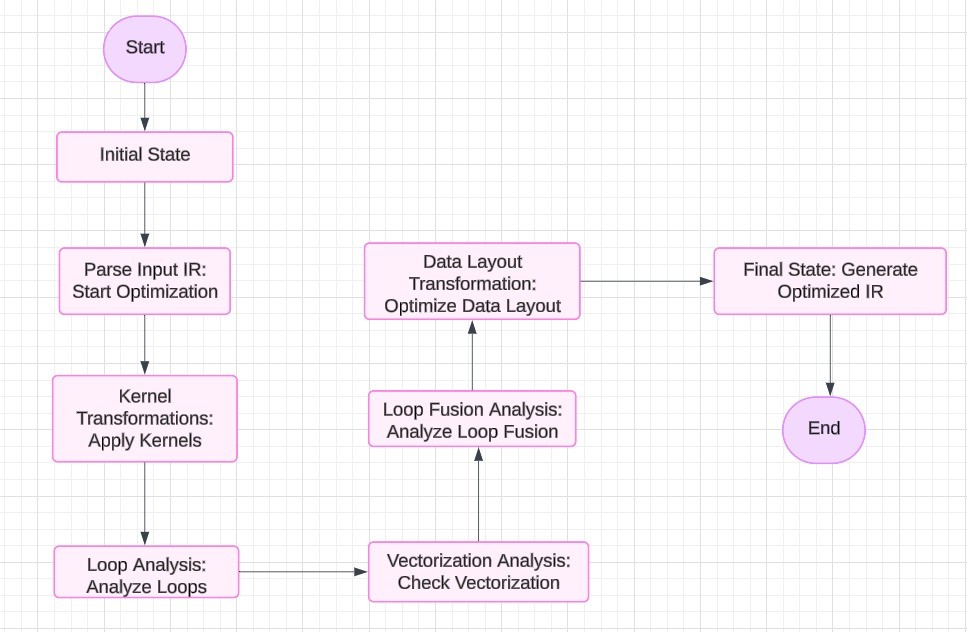 Start
Initial State
Parse Input IR:
Start Optimization
Kernel
Transformations:
Apply Kernels
Loop Analysis:
Analyze Loops
Vectorization Analysis:
Check Vectorization
Loop Fusion Analysis:
Analyze Loop Fusion
Data Layout
Transformation:
Optimize Data Layout
Final State: Generate
Optimized IR
End